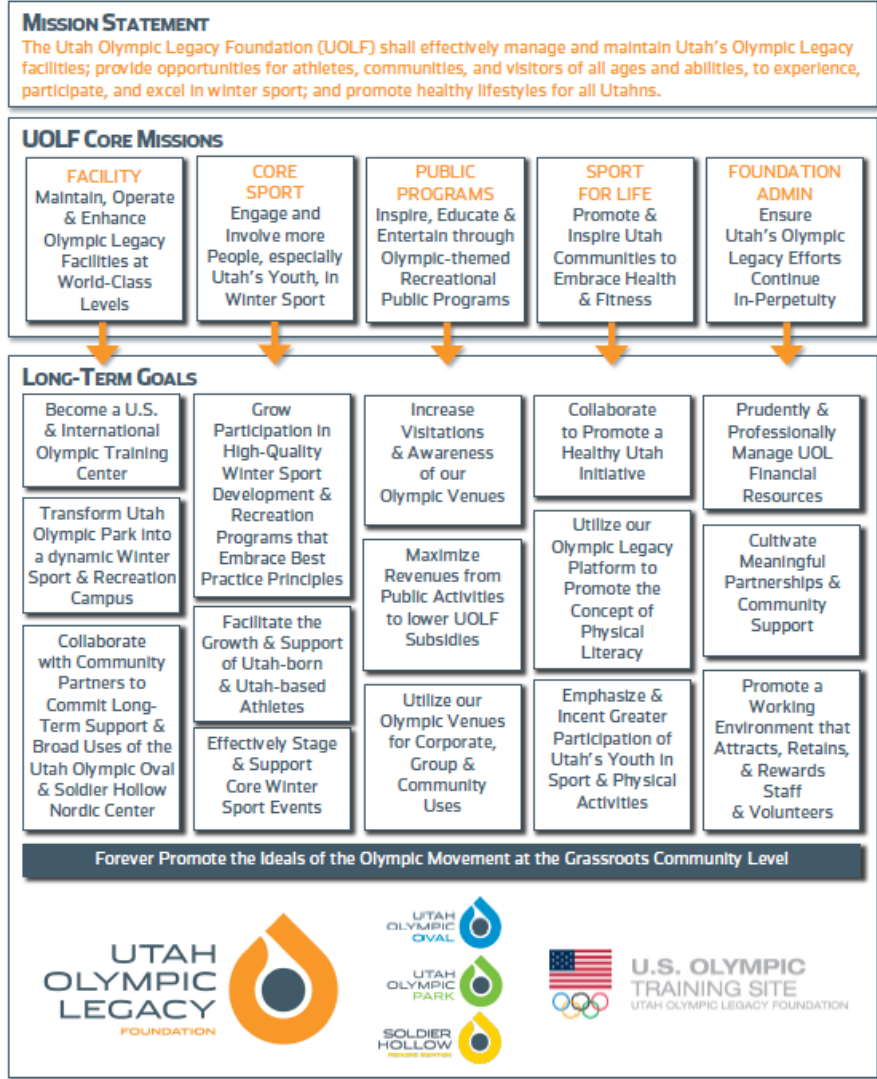 MISSION STATEMENT
The Utah Olympic Legacy Foundation (UOLF) shall effectively manage and maintain Utah's Olympic Legacy
facilities; provide opportunities for athletes, communities, and visitors of all ages and abilities, to experience,
participate, and excel in winter sport; and promote healthy lifestyles for all Utahns.
UOLF CORE MISSIONS
FACILITY
Maintain, Operate
& Enhance
Olympic Legacy
Facilities at
World-Class
Levels
CORE
SPORT
Engage and
Involve more
People, especially
Utah's Youth, in
Winter Sport
PUBLIC
PROGRAMS
Inspire, Educate &
Entertain through
Olympic-themed
Recreational
Public Programs
SPORT
FOR LIFE
Promote &
Inspire Utah
Communities to
Embrace Health
& Fitness
FOUNDATION
ADMIN
Ensure
Utah's Olympic
Legacy Efforts
Continue
In-Perpetuity
LONG-TERM GOALS
Become a U.S.
& International
Olympic Training
Center
Transform Utah
Olympic Park into
a dynamic Winter
Sport & Recreation
Campus
Collaborate
with Community
Partners to
Commit Long-
Term Support &
Broad Uses of the
Utah Olympic Oval
& Soldier Hollow
Nordic Center
Grow
Participation in
High-Quality
Winter Sport
Development &
Recreation
Programs that
Embrace Best
Practice Principles
Facilitate the
Growth & Support
of Utah-born
& Utah-based
Athletes
Effectively Stage
& Support
Core Winter
Sport Events
Increase
Visitations
& Awareness
of our
Olympic Venues
Maximize
Revenues from
Public Activities
to lower UOLF
Subsidies
Utilize our
Olympic Venues
for Corporate,
Group &
Community
Uses
Collaborate
to Promote a
Healthy Utah
Initiative
Utilize our
Olympic Legacy
Platform to
Promote the
Concept of
Physical
Literacy
Emphasize &
Incent Greater
Participation of
Utah's Youth in
Sport & Physical
Activities
Prudently &
Professionally
Manage UOL
Financial
Resources
Cultivate
Meaningful
Partnerships &
Community
Support
Promote a
Working
Environment that
Attracts, Retains,
& Rewards
Staff
& Volunteers
Forever Promote the Ideals of the Olympic Movement at the Grassroots Community Level
UTAH
OLYMPIC
LEGACY
FOUNDATION
UTAH
OLYMPIC
OVAL
UTAH
OLYMPIC
PARK
SOLDIER
HOLLOW
U.S. OLYMPIC
TRAINING SITE
UTAH OLYMPIC LEGACY FOUNDATION